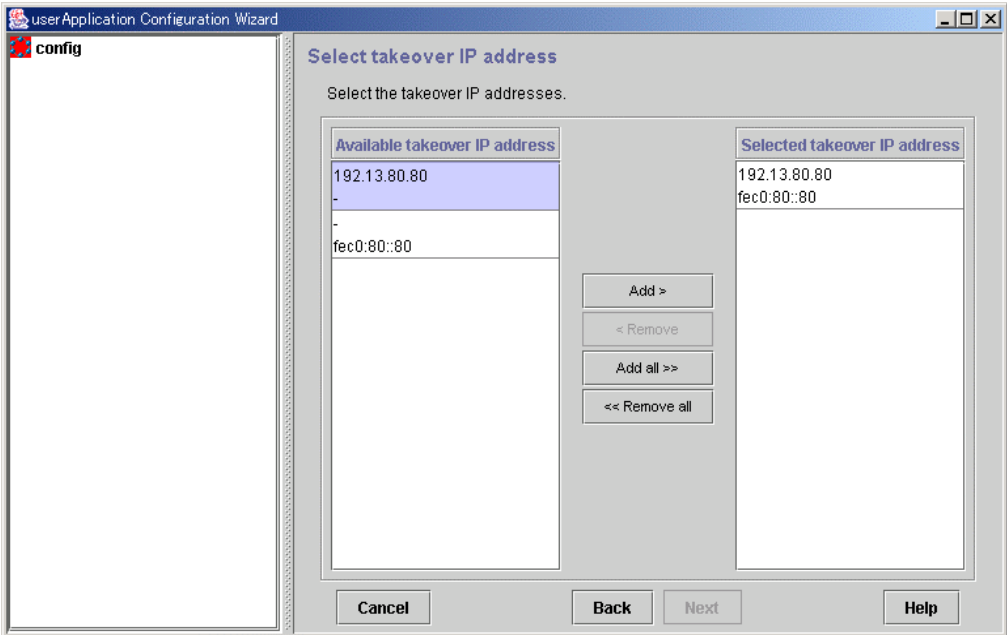 userApplication Configuration Wizard
config
Select takeover IP address
Select the takeover IP addresses.
Available takeover IP address
192.13.80.80
-
-
fec0:80::80
Add >
< Remove
Add all >>
<< Remove all
Selected takeover IP address
192.13.80.80
fec0:80::80
Cancel
Back
Next
Help